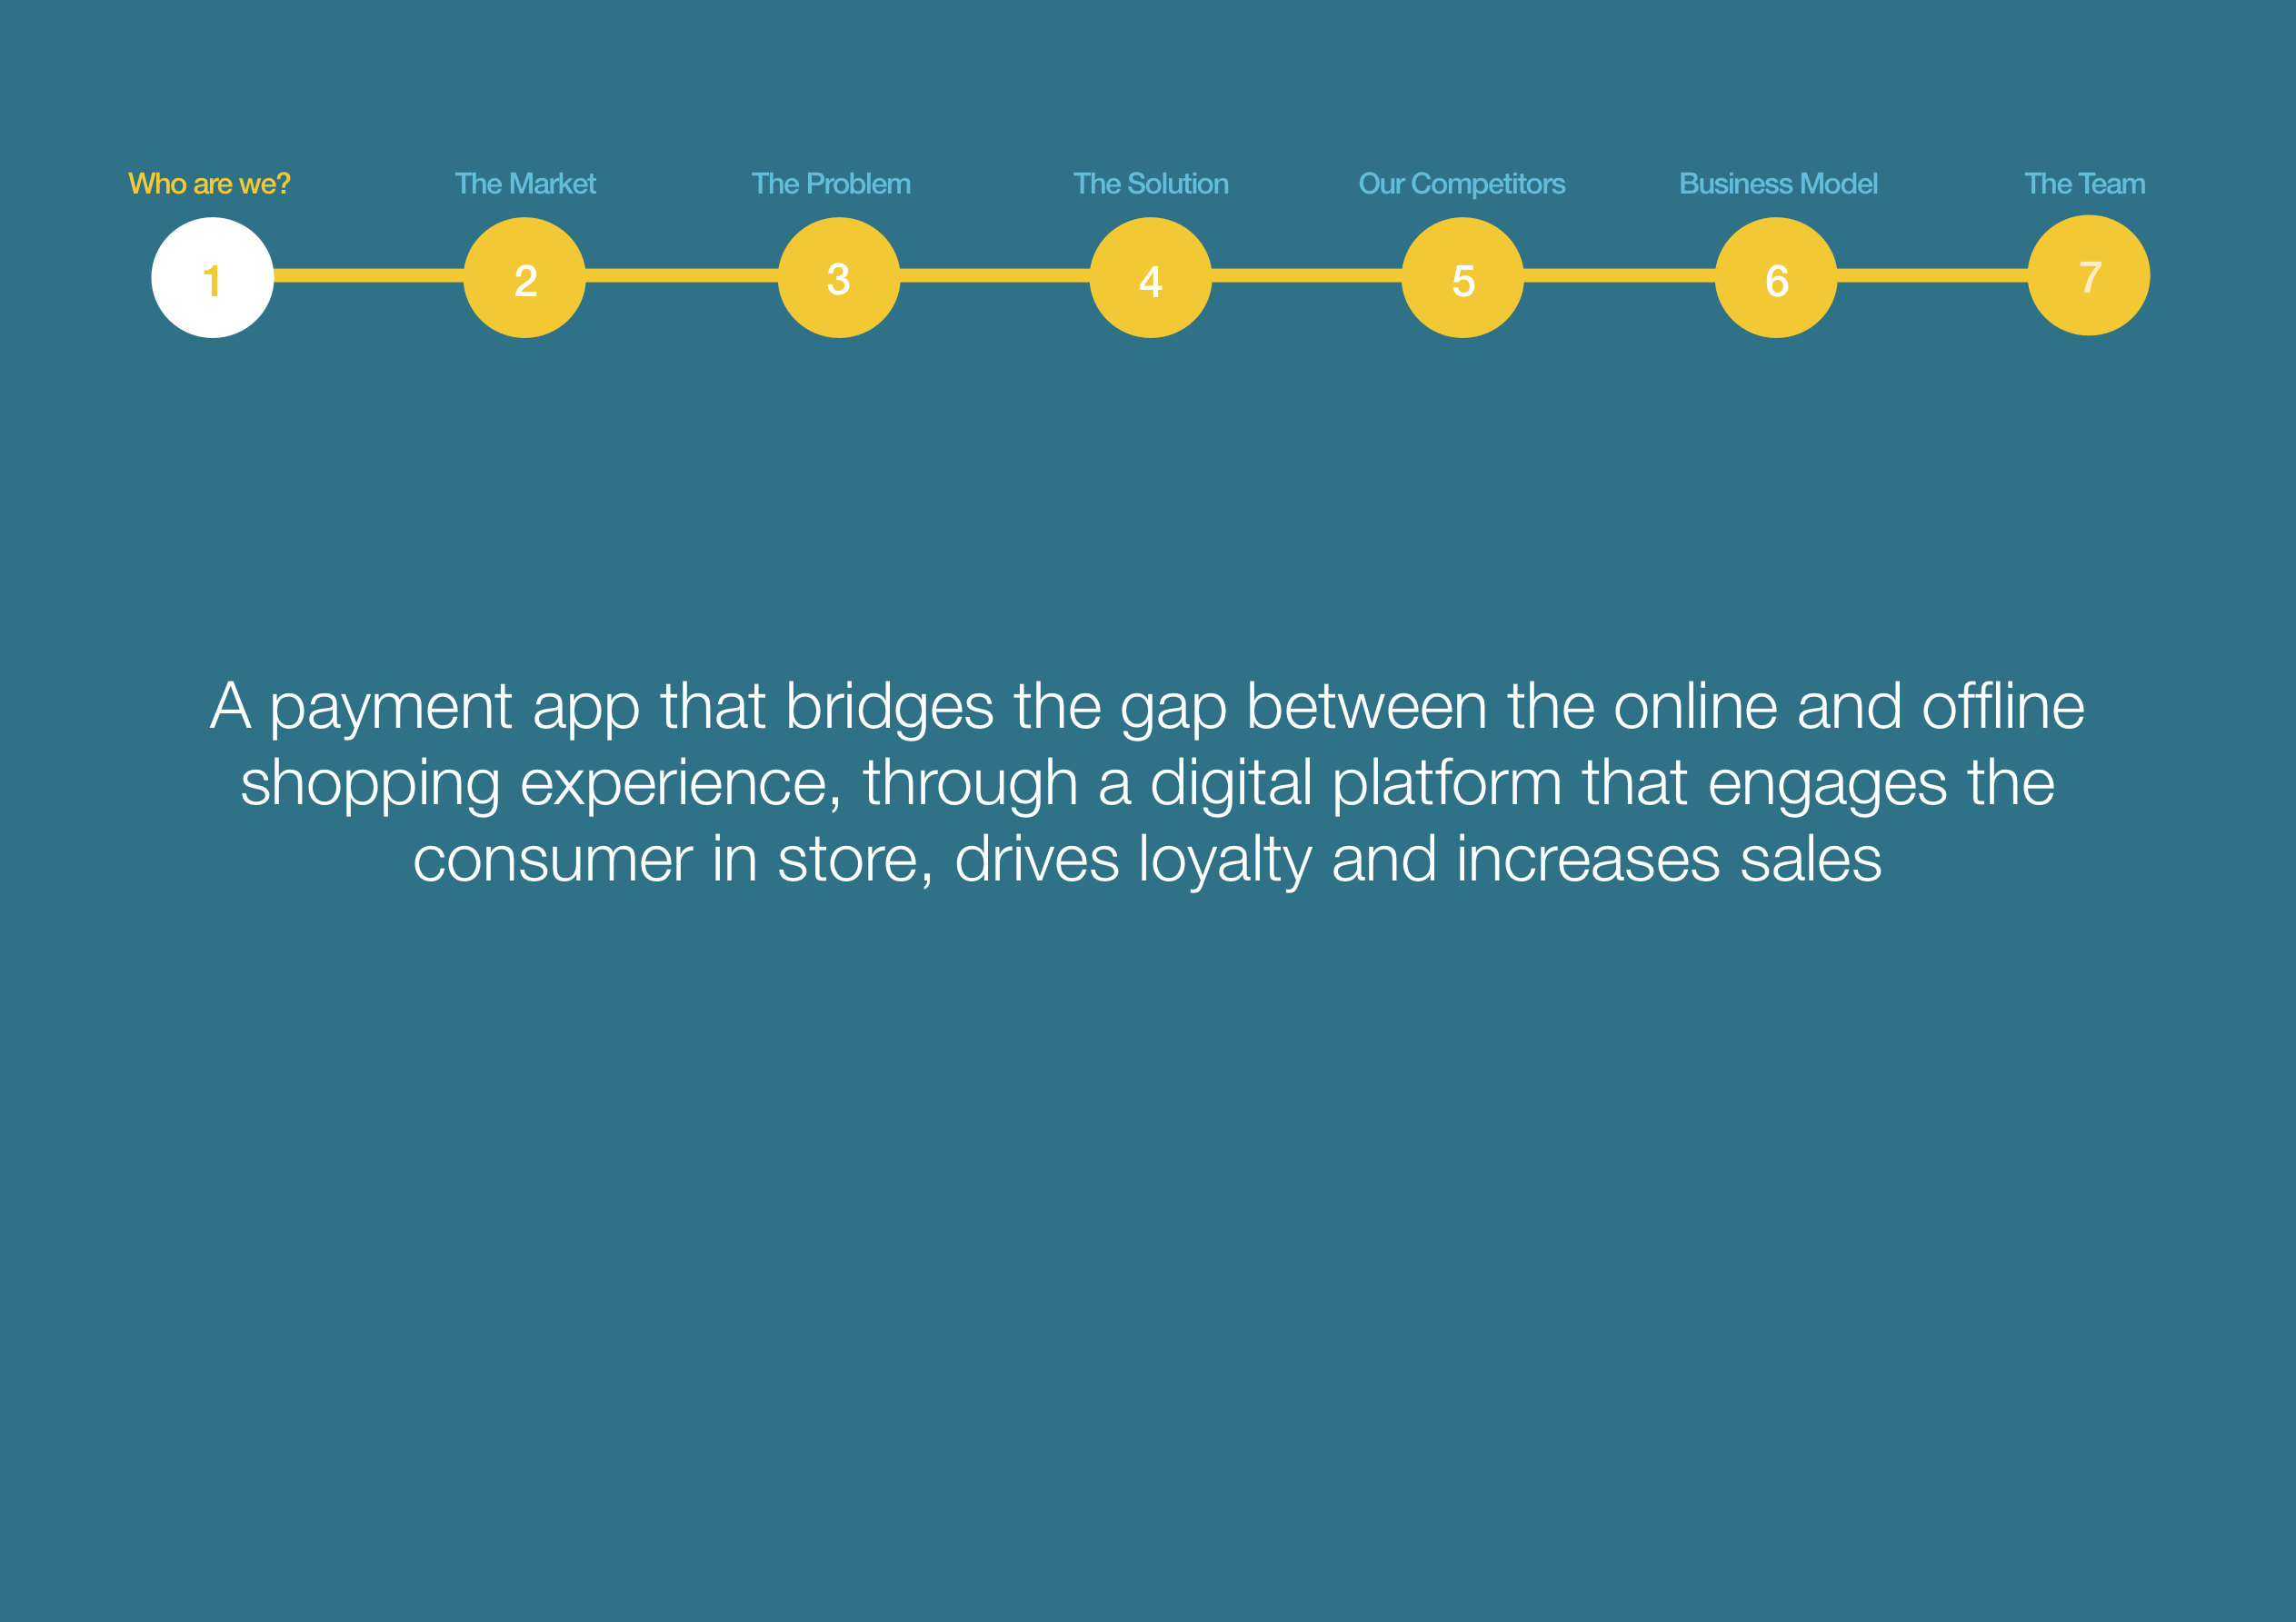 Who are we?
The Market
The Problem
The Solution
Our Competitors
Business Model
The Team
1
2
3
4
5
6
7
A payment app that bridges the gap between the online and offline
shopping experience, through a digital platform that engages the
consumer in store, drives loyalty and increases sales